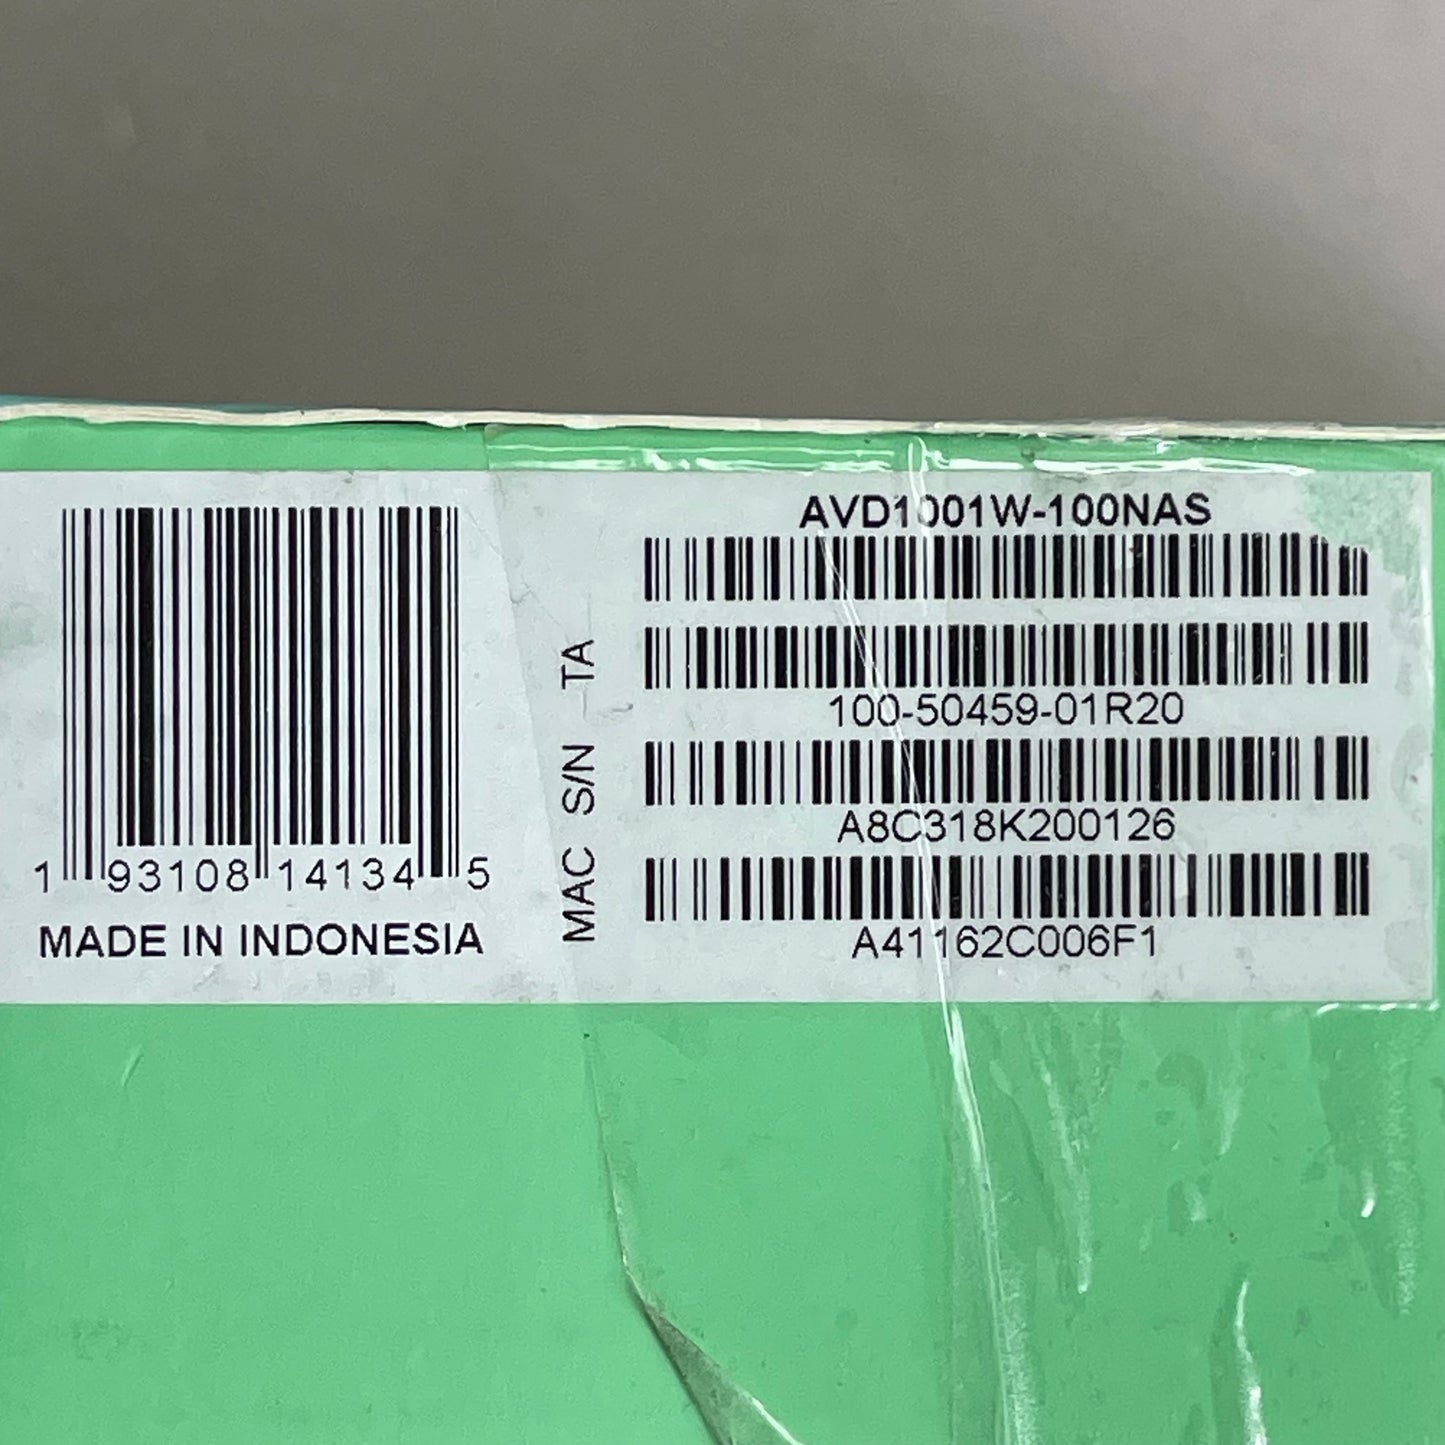 1 93108 14134 5
MADE IN INDONESIA
AVD1001W-100NAS
TA
100-50459-01R20
S/N
A8C318K200126
MAC
A41162C006F1